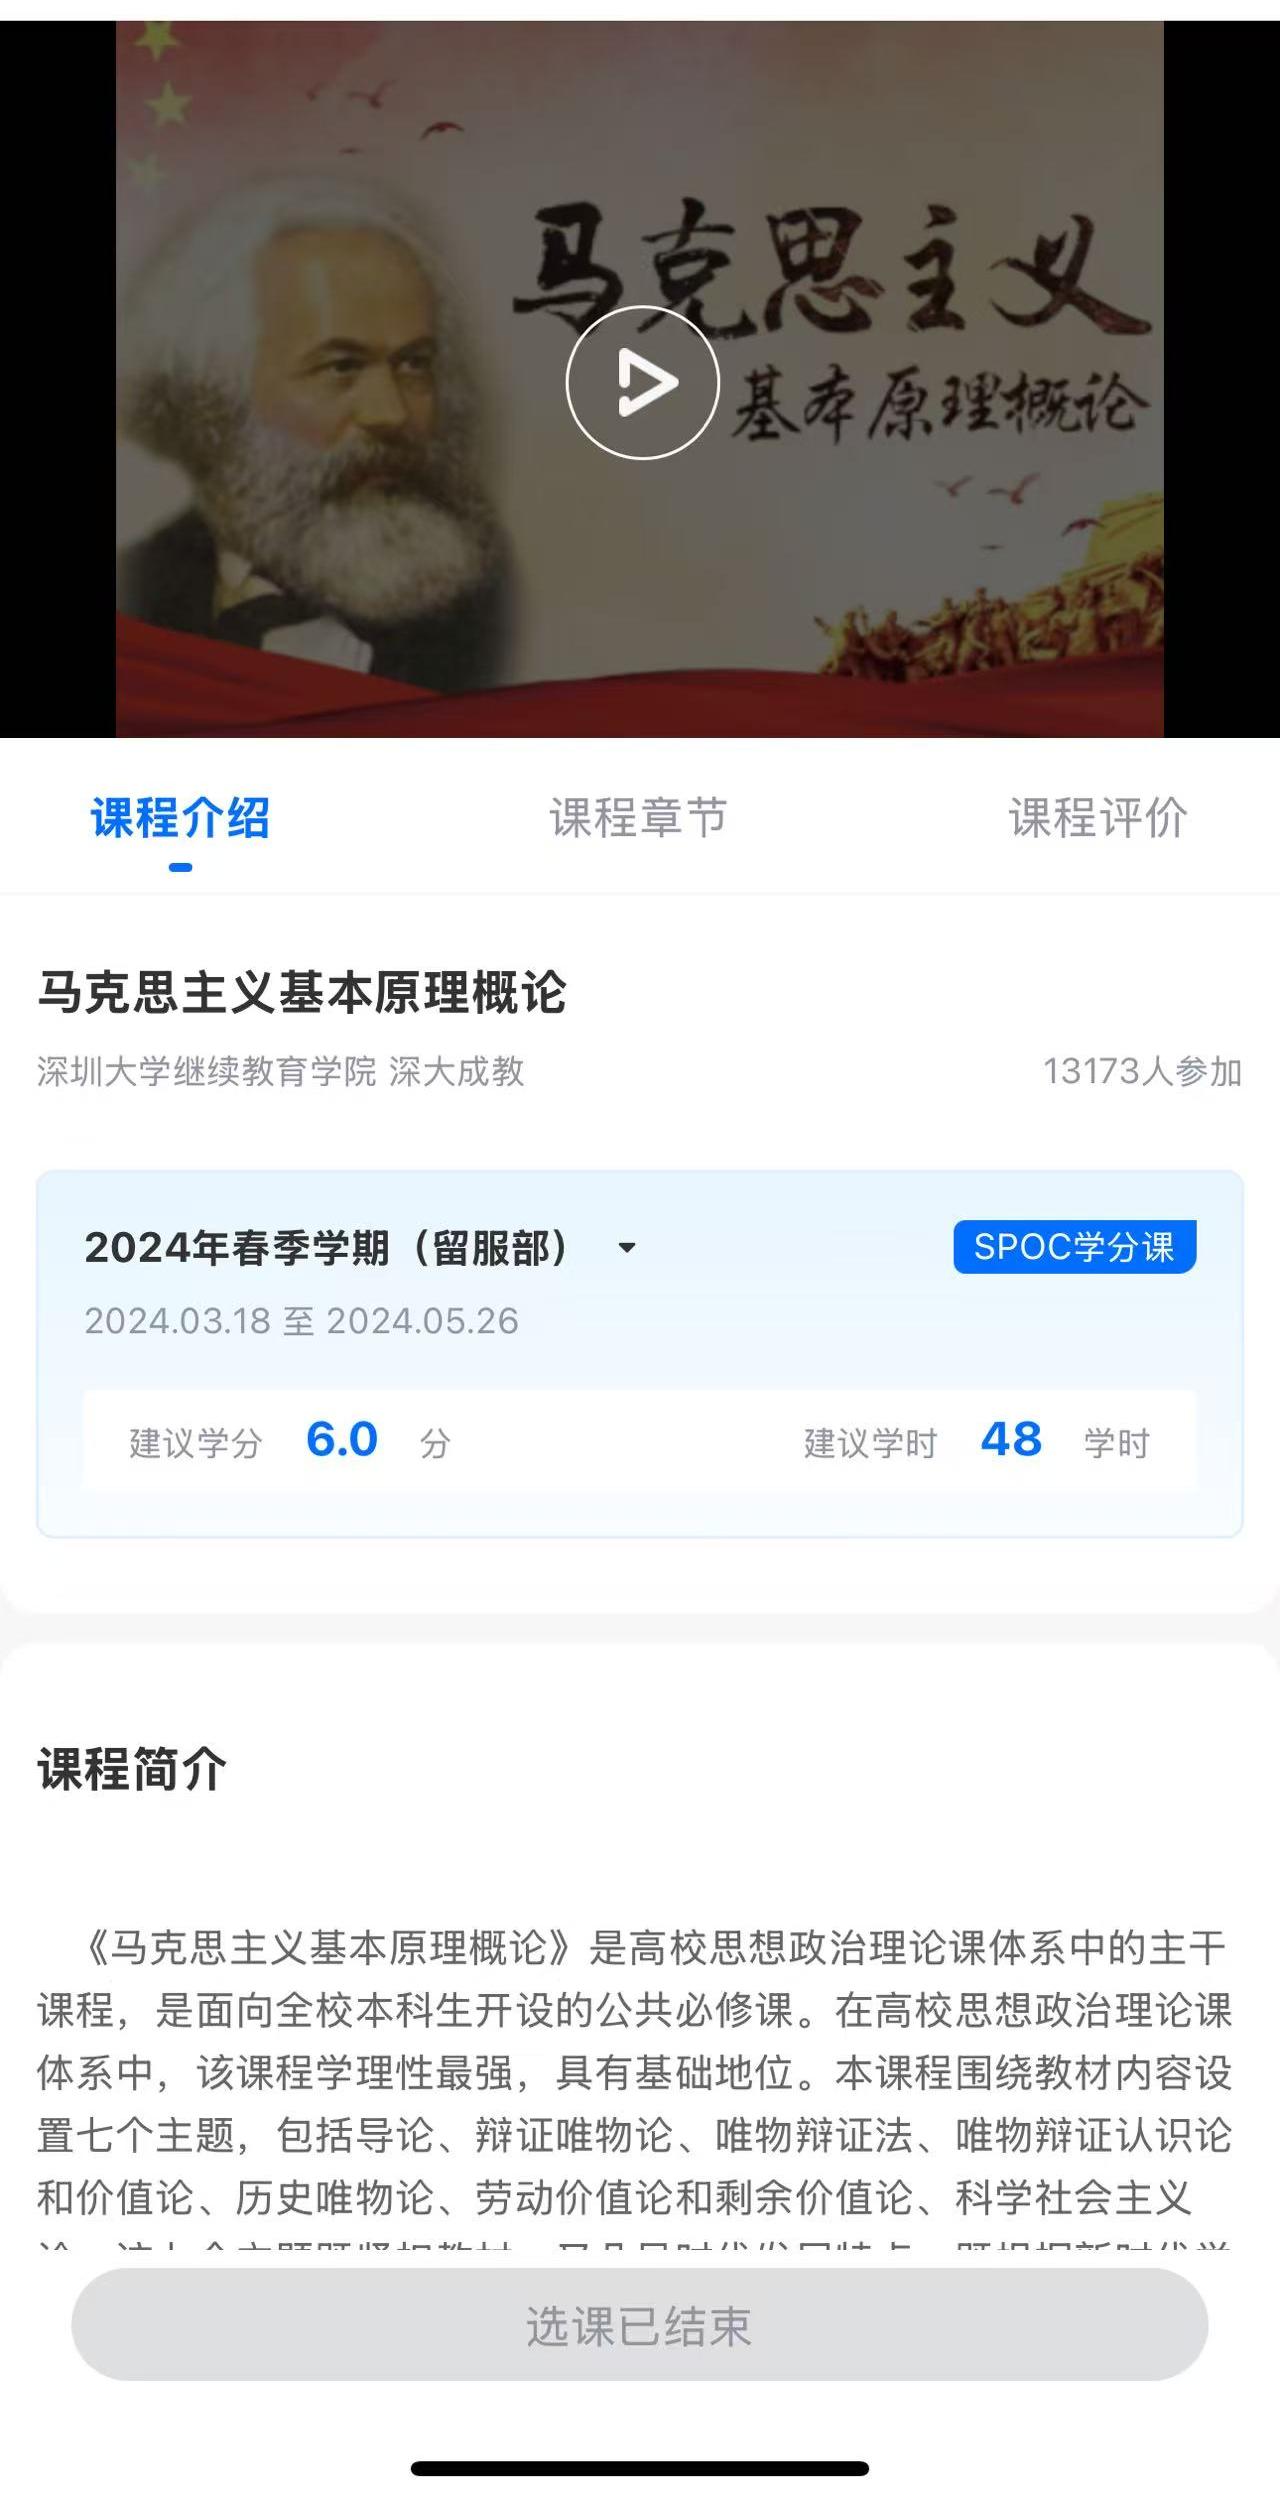 马克思主义
基本原理概论
课程介绍 课程章节 课程评价
马克思主义基本原理概论
深圳大学继续教育学院 深大成教 13173人参加
2024年春季学期（留服部） SPOC学分课
2024.03.18 至 2024.05.26
建议学分 6.0 分 建议学时 48 学时
课程简介
《马克思主义基本原理概论》是高校思想政治理论课体系中的主干
课程，是面向全校本科生开设的公共必修课。在高校思想政治理论课
体系中，该课程学理性最强，具有基础地位。本课程围绕教材内容设
置七个主题，包括导论、辩证唯物论、唯物辩证法、唯物辩证认识论
和价值论、历史唯物论、劳动价值论和剩余价值论、科学社会主义
选课已结束